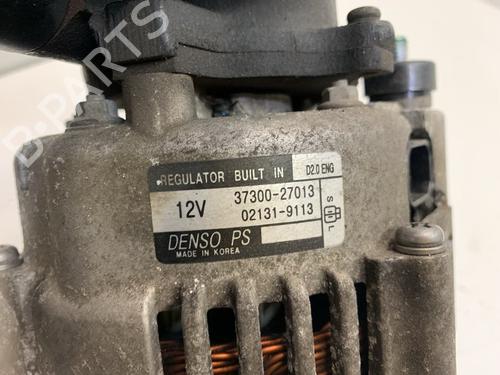 B-PARTS
REGULATOR BUILT IN D2.0 ENG
12V 37300-27013
02131-9113
S L
DENSO PS
MADE IN KOREA